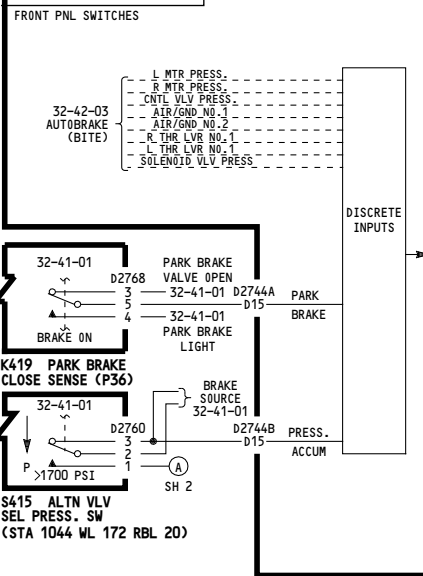 FRONT PNL SWITCHES
L MTR PRESS.
R MTR PRESS.
CNTL VLV PRESS.
32-42-03
AUTOBRAKE
(BITE)
AIR/GND NO.1
AIR/GND NO.2
R THR LVR NO.1
L THR LVR NO.1
SOLENOID VLV PRESS
DISCRETE
INPUTS
32-41-01
D2768
3
5
4
PARK BRAKE
VALVE OPEN
32-41-01
32-41-01
PARK BRAKE
LIGHT
D2744A
D15
PARK
BRAKE
BRAKE ON
K419 PARK BRAKE
CLOSE SENSE (P36)
32-41-01
D2760
3
2
1
BRAKE
SOURCE
32-41-01
D2744B
D15
PRESS.
ACCUM
P
>1700 PSI
A
SH 2
S415 ALTN VLV
SEL PRESS. SW
(STA 1044 WL 172 RBL 20)